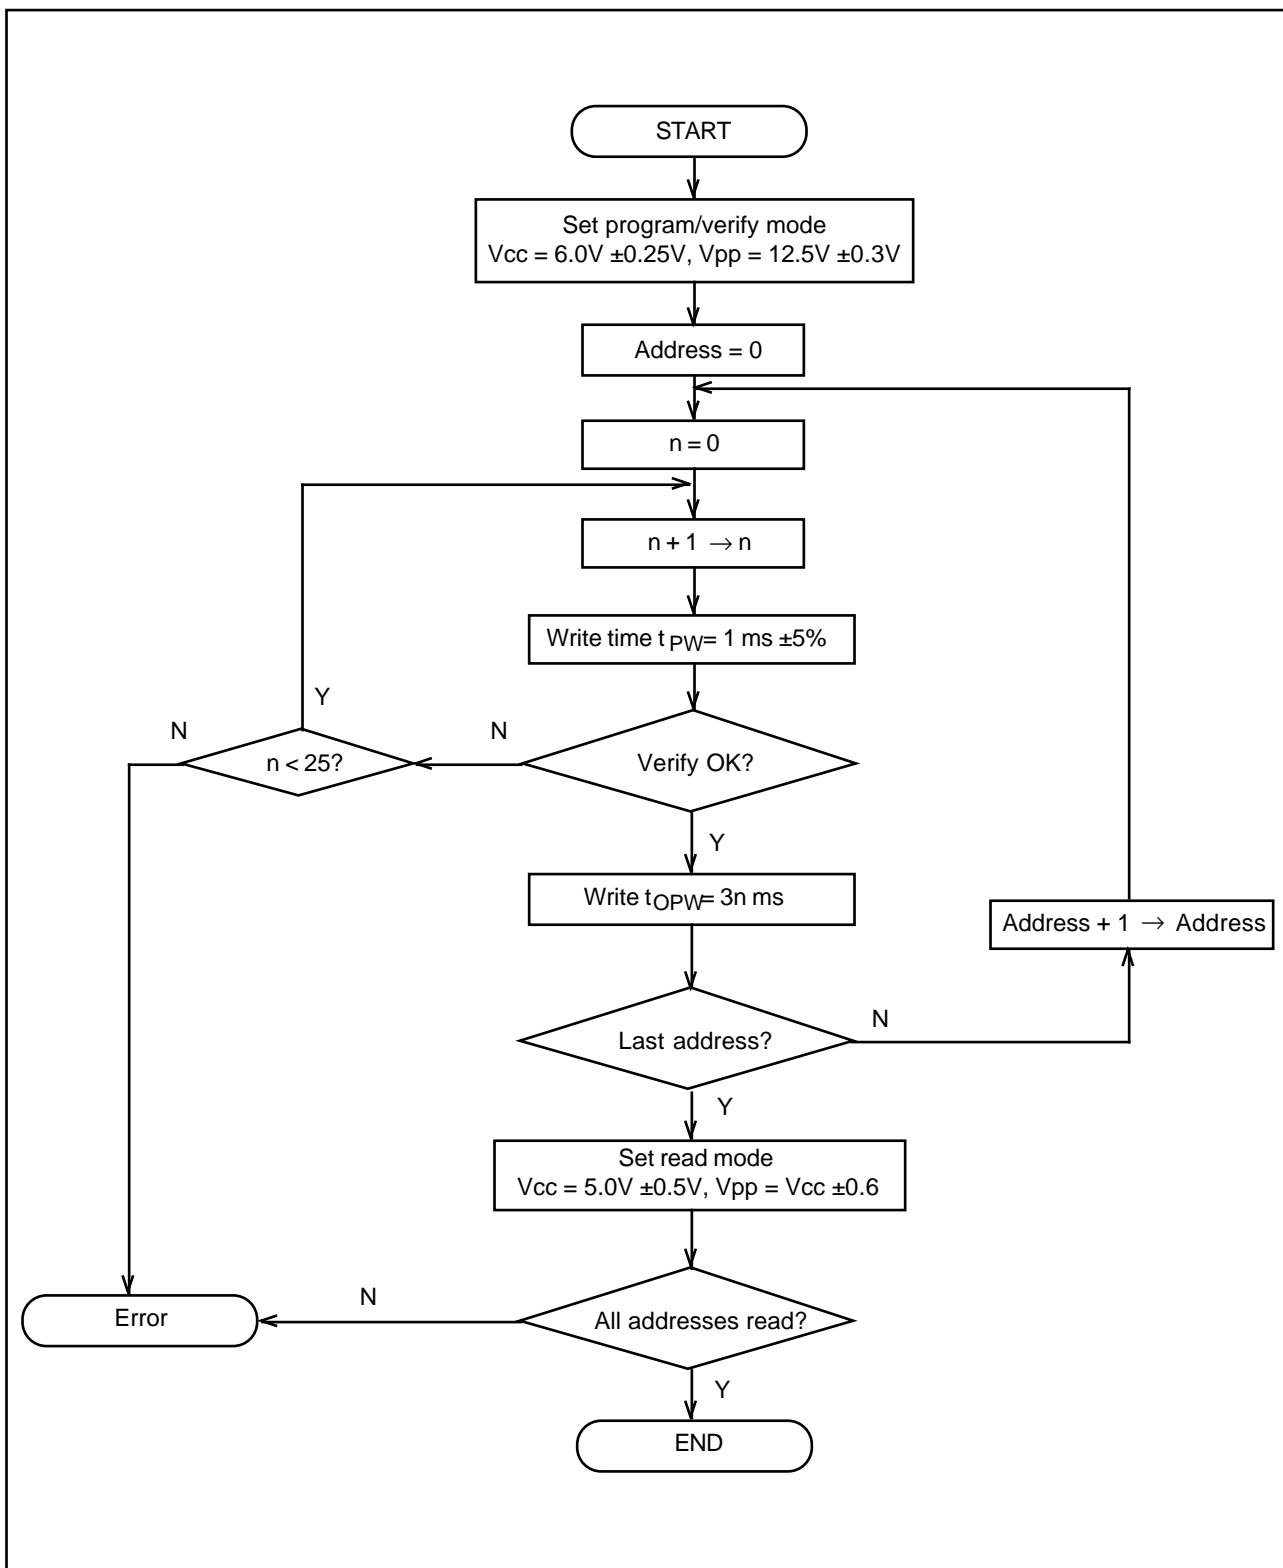 START
Set program/verify mode
Vcc = 6.0V ±0.25V, Vpp = 12.5V ±0.3V
Address = 0
n = 0
n + 1 → n
Write time tPW= 1 ms ±5%
Y
N
n < 25?
N
Verify OK?
Y
Write tOPW= 3n ms
Address + 1 → Address
Last address?
N
Y
Set read mode
Vcc = 5.0V ±0.5V, Vpp = Vcc ±0.6
Error
N
All addresses read?
Y
END